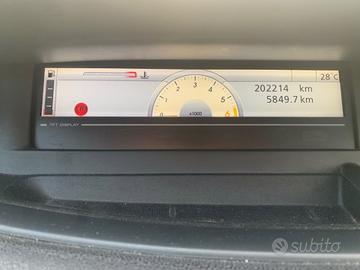 28°C
202214 km
5849.7 km
0 1 2 3 4 5 6
x1000
TFT DISPLAY
subito